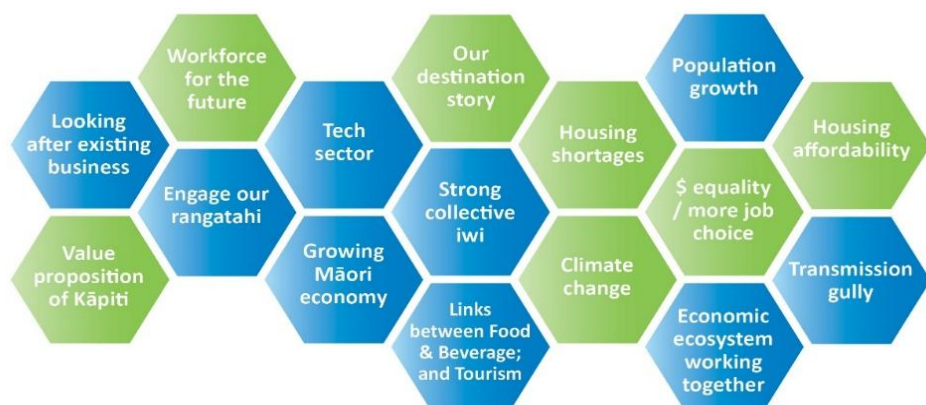 Workforce
for the
future
Our
destination
story
Population
growth
Looking
after existing
business
Tech
sector
Housing
shortages
Housing
affordability
Engage our
rangatahi
Strong
collective
iwi
$ equality
/ more job
choice
Value
proposition
of Kāpiti
Growing
Māori
economy
Climate
change
Transmission
gully
Links
between Food
& Beverage;
and Tourism
Economic
ecosystem
working
together